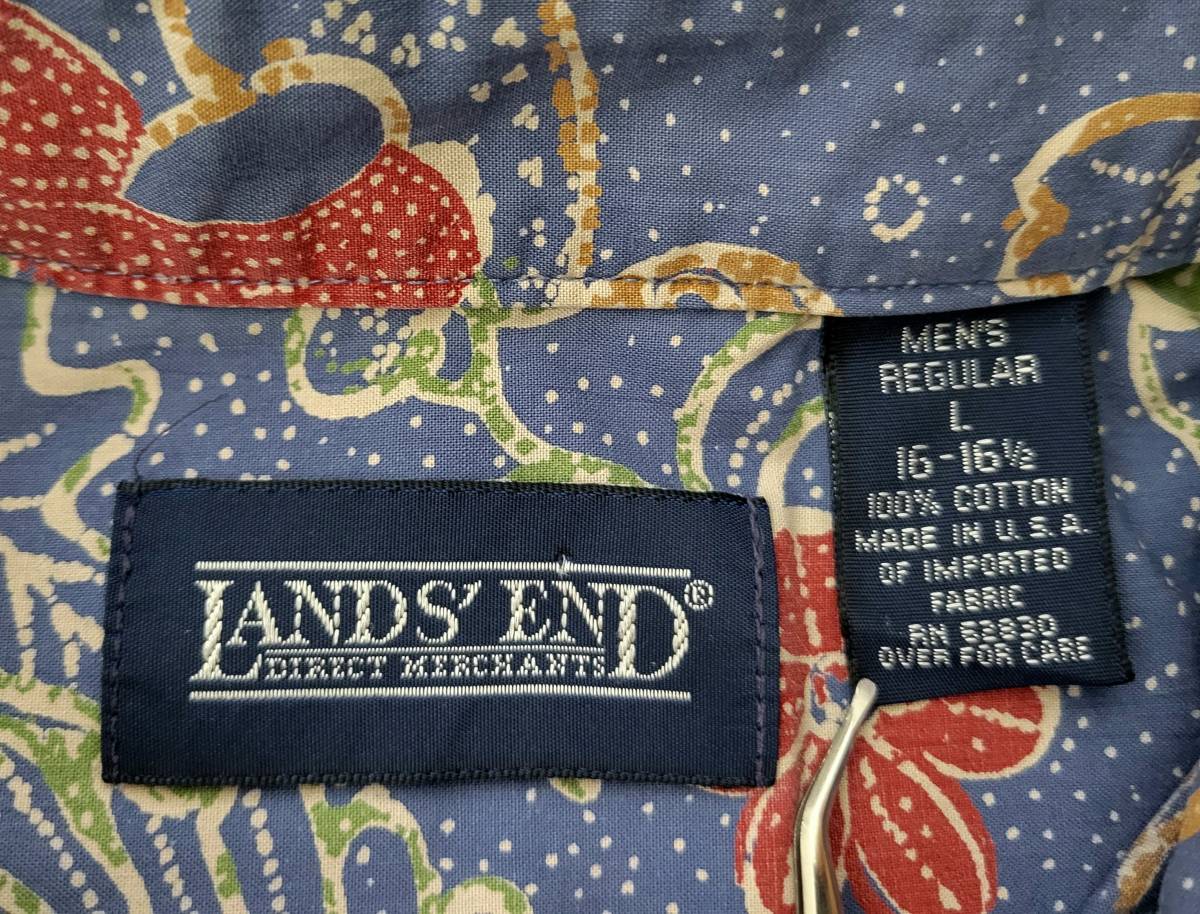 LANDS' END®
DIRECT MERCHANTS
MEN'S
REGULAR
L
16-16½
100% COTTON
MADE IN U.S.A.
OF IMPORTED
FABRIC
RN
OVER FOR CARE